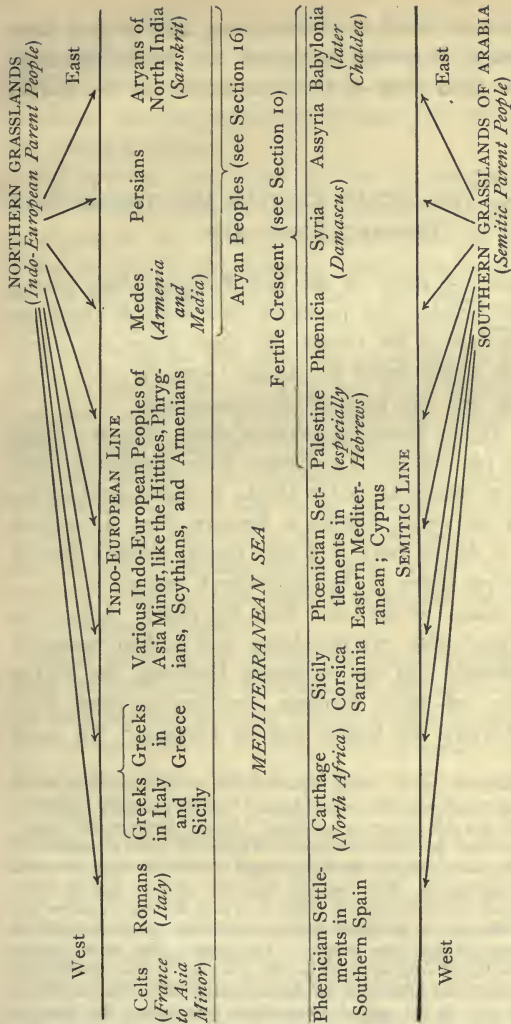 NORTHERN GRASSLANDS
(Indo-European Parent People)
West
East
INDO-EUROPEAN LINE
Celts
(France
to Asia
Minor)
Romans
(Italy)
Greeks
in Italy
and
Sicily
Greeks
in
Greece
Various Indo-European Peoples of
Asia Minor, like the Hittites, Phryg-
ians, Scythians, and Armenians
Medes
(Armenia
and
Media)
Persians
Aryans of
North India
(Sanskrit)
Aryan Peoples (see Section 16)
MEDITERRANEAN SEA
Fertile Crescent (see Section 10)
Phœnician Settle-
ments in
Southern Spain
Carthage
(North Africa)
Sicily
Corsica
Sardinia
Phœnician Set-
tlements in
Eastern Mediter-
ranean; Cyprus
Palestine
(especially
Hebrews)
Phœnicia
Syria
(Damascus)
Assyria
Babylonia
(later
Chaldea)
SEMITIC LINE
West
East
SOUTHERN GRASSLANDS OF ARABIA
(Semitic Parent People)